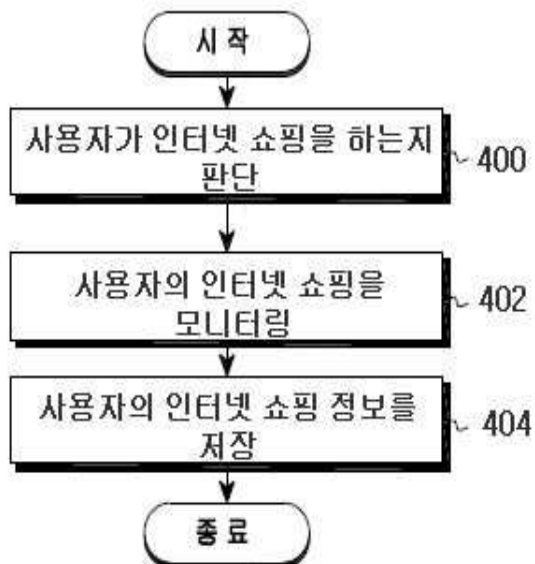 시작
사용자가 인터넷 쇼핑을 하는지
판단
400
사용자의 인터넷 쇼핑을
모니터링
402
사용자의 인터넷 쇼핑 정보를
저장
404
종료